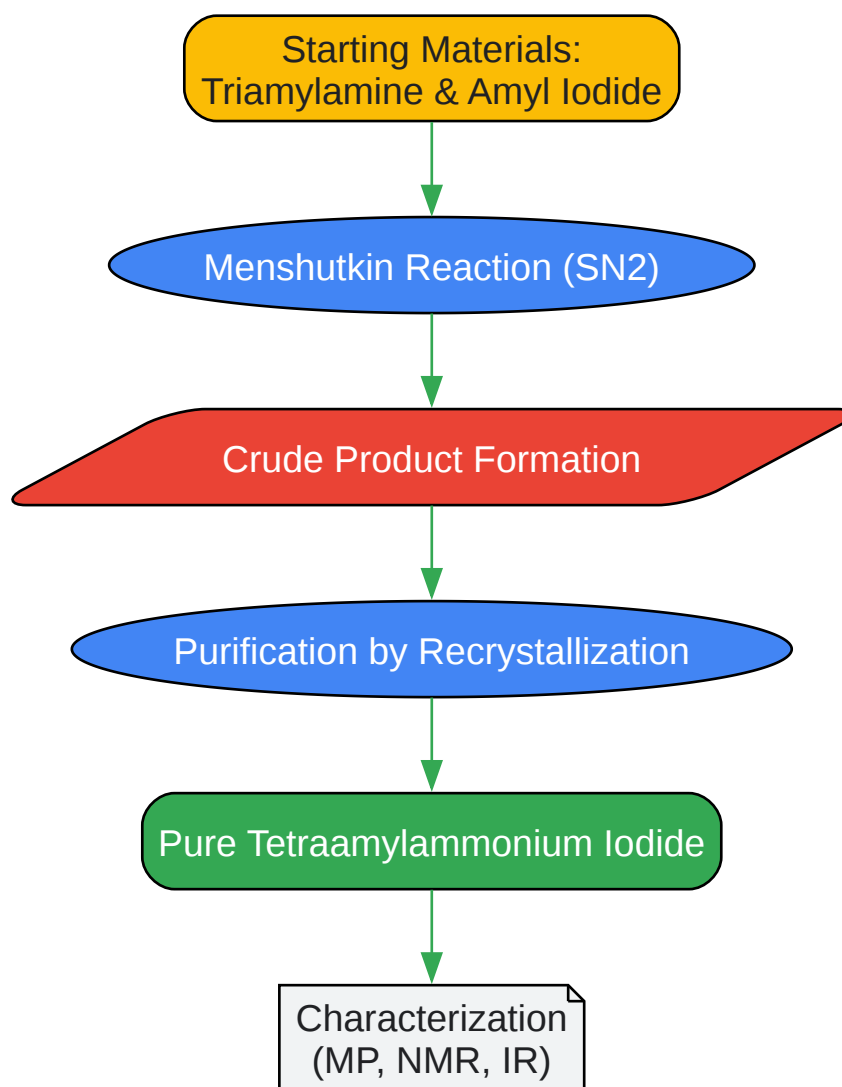 Starting Materials:
Triamylamine & Amyl Iodide
Menshutkin Reaction (SN2)
Crude Product Formation
Purification by Recrystallization
Pure Tetraamylammonium Iodide
Characterization
(MP, NMR, IR)